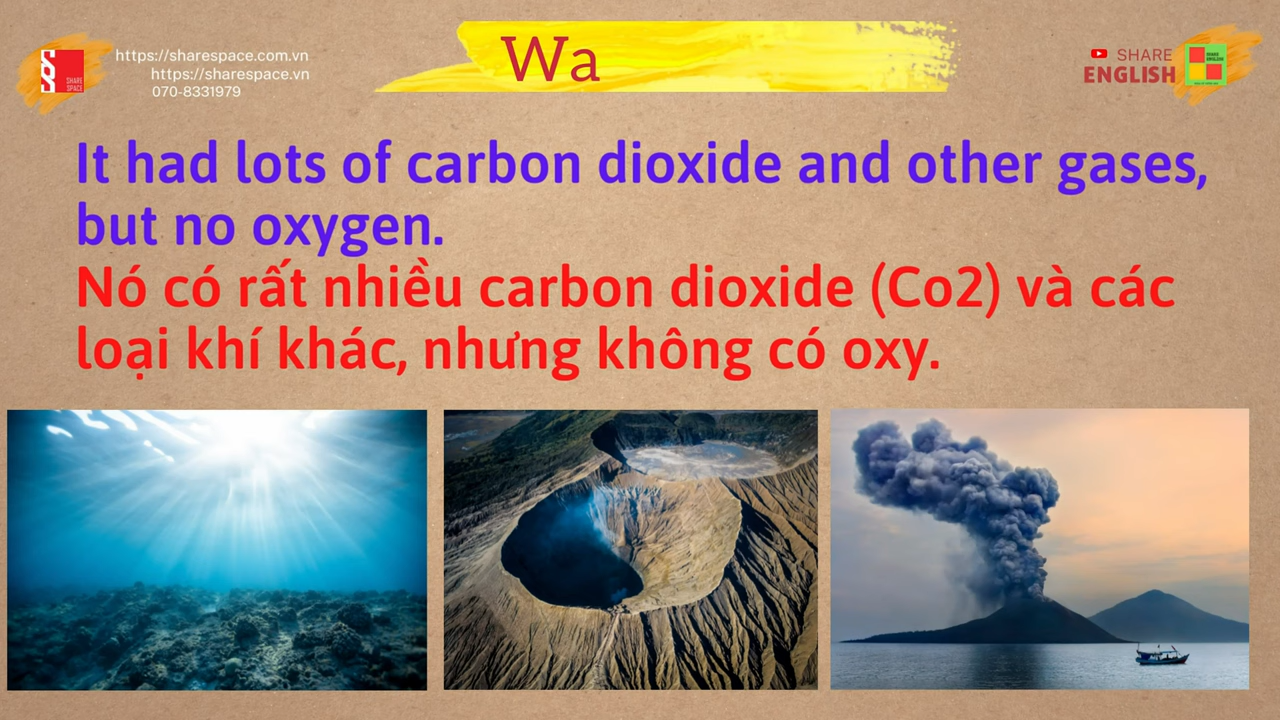 https://sharespace.com.vn
https://sharespace.vn
070-8331979
SHARE
SPACE
Wa
SHARE
ENGLISH
It had lots of carbon dioxide and other gases,
but no oxygen.
Nó có rất nhiều carbon dioxide (Co2) và các
loại khí khác, nhưng không có oxy.